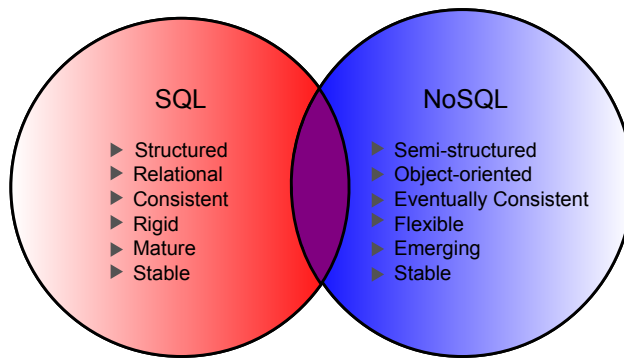 SQL
Structured
Relational
Consistent
Rigid
Mature
Stable
NoSQL
Semi-structured
Object-oriented
Eventually Consistent
Flexible
Emerging
Stable